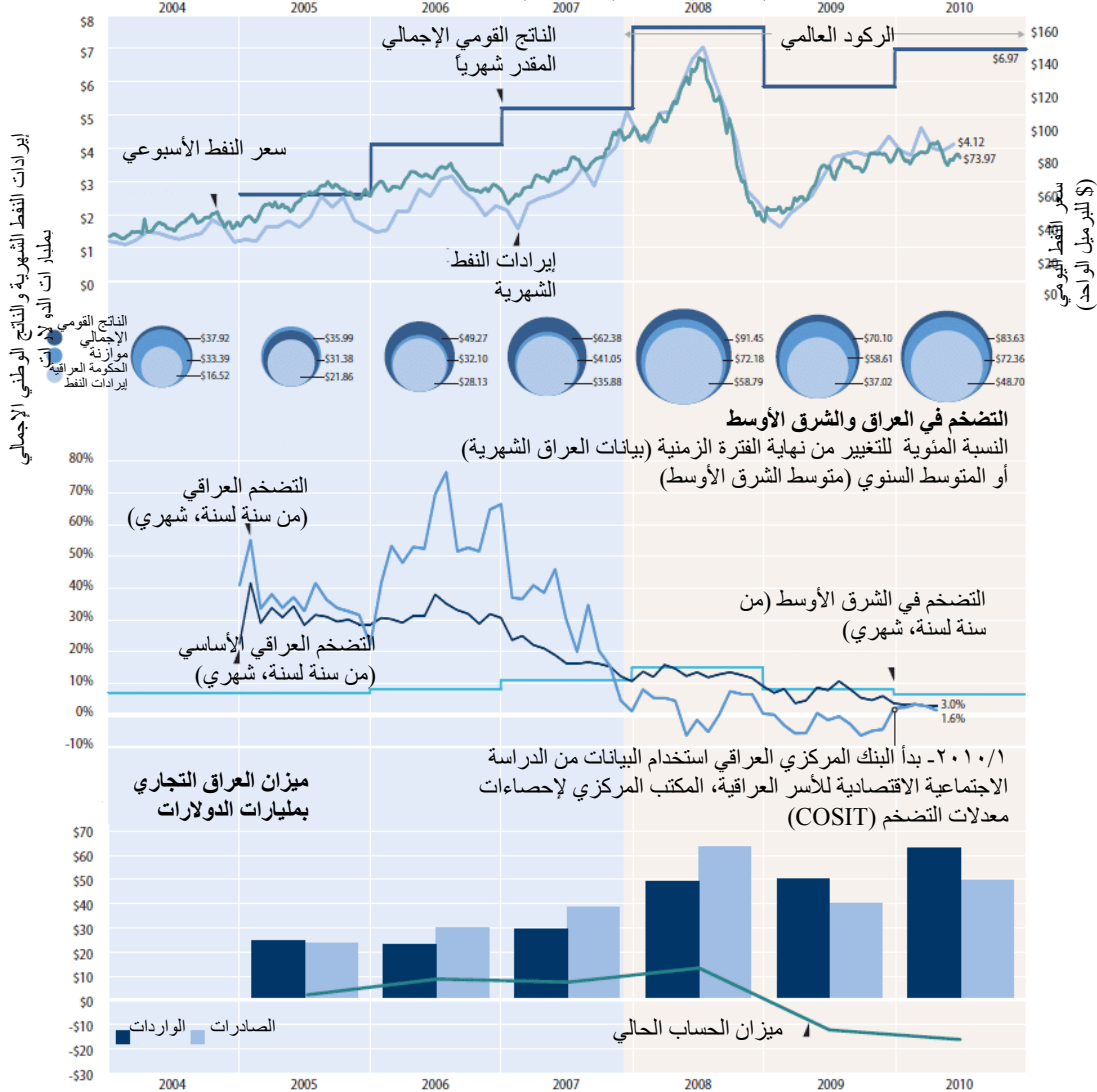 2004 2005 2006 2007 2008 2009 2010
$8
$7
$6
$5
$4
$3
$2
$1
$0
$160
$140
$120
$100
$80
$60
$40
$20
$0
إيرادات النفط الشهرية والناتج الوطني الإجمالي
بمليارات الدولارات
سعر النفط اليومي
($ للبرميل الواحد)
الناتج القومي الإجمالي
المقدر شهرياً
الركود العالمي
$6.97
سعر النفط الأسبوعي
$4.12
$73.97
إيرادات النفط
الشهرية
الناتج القومي
الإجمالي
موازنة
الحكومة العراقية
إيرادات النفط
$37.92
$33.39
$16.52
$35.99
$31.38
$21.86
$49.27
$32.10
$28.13
$62.38
$41.05
$35.88
$91.45
$72.18
$58.79
$70.10
$58.61
$37.02
$83.63
$72.36
$48.70
التضخم في العراق والشرق الأوسط
النسبة المئوية للتغيير من نهاية الفترة الزمنية (بيانات العراق الشهرية)
أو المتوسط السنوي (متوسط الشرق الأوسط)
80%
70%
60%
50%
40%
30%
20%
10%
0%
-10%
التضخم العراقي
(من سنة لسنة، شهري)
التضخم العراقي الأساسي
(من سنة لسنة، شهري)
التضخم في الشرق الأوسط (من
سنة لسنة، شهري)
3.0%
1.6%
٢٠١٠/١- بدأ البنك المركزي العراقي استخدام البيانات من الدراسة
الاجتماعية الاقتصادية للأسر العراقية، المكتب المركزي لإحصاءات
معدلات التضخم (COSIT)
ميزان العراق التجاري
بمليارات الدولارات
$70
$60
$50
$40
$30
$20
$10
$0
-$10
-$20
-$30
ميزان الحساب الحالي
الصادرات
الواردات
2004 2005 2006 2007 2008 2009 2010